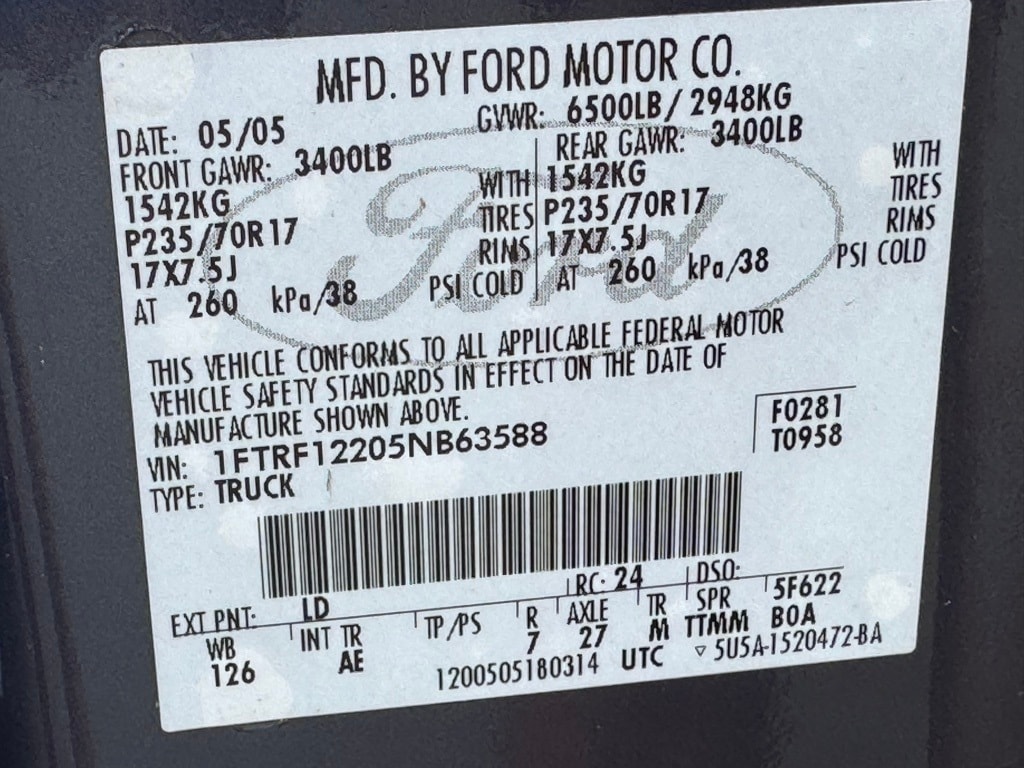 MFD. BY FORD MOTOR CO.
DATE: 05/05 GVWR: 6500LB/ 2948KG
FRONT GAWR: 3400LB REAR GAWR: 3400LB
1542KG WITH 1542KG WITH
P235/70R17 TIRES P235/70R17 TIRES
17X7.5J RIMS 17X7.5J RIMS
AT 260 kPa/38 PSI COLD AT 260 kPa/38 PSI COLD
Ford
THIS VEHICLE CONFORMS TO ALL APPLICABLE FEDERAL MOTOR
VEHICLE SAFETY STANDARDS IN EFFECT ON THE DATE OF
MANUFACTURE SHOWN ABOVE.
VIN: 1FTRF12205NB63588
TYPE: TRUCK
F0281
T0958
EXT PNT: LD RC: 24 DSO: 5F622
WB INT TR TP/PS R AXLE TR SPR B0A
126 AE 7 27 M TTMM
1200505180314 UTC ▽ 5U5A-1520472-BA